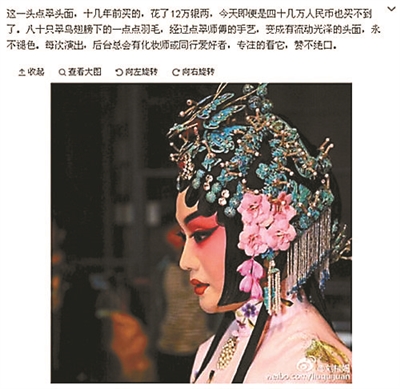 这一头点翠头面，十几年前买的，花了12万银两，今天即便是四十几万人民币也买不到
了。八十只翠鸟翅膀下的一点点羽毛，经过点翠师傅的手艺，变成有流动光泽的头面，永
不褪色。每次演出，后台总会有化妆师或同行爱好者，专注的看它，赞不绝口。
收起 查看大图 向左旋转 向右旋转